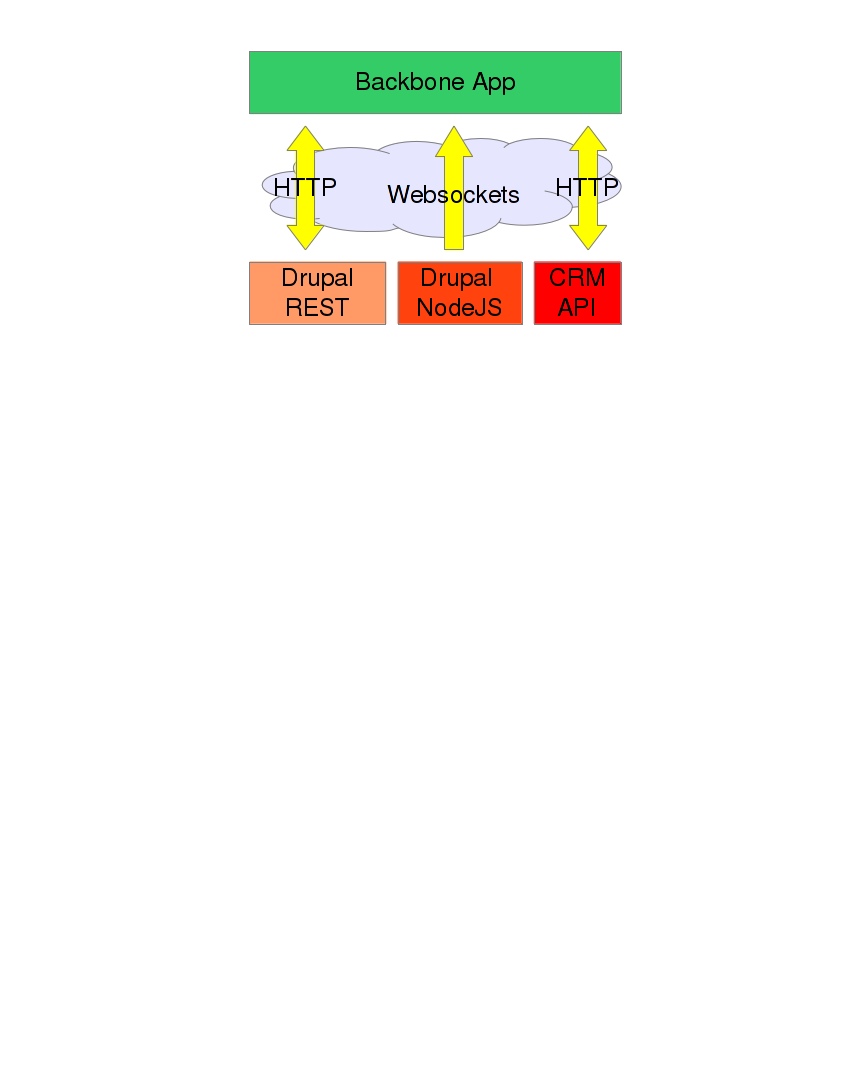 Backbone App
HTTP
Websockets
HTTP
Drupal
REST
Drupal
NodeJS
CRM
API